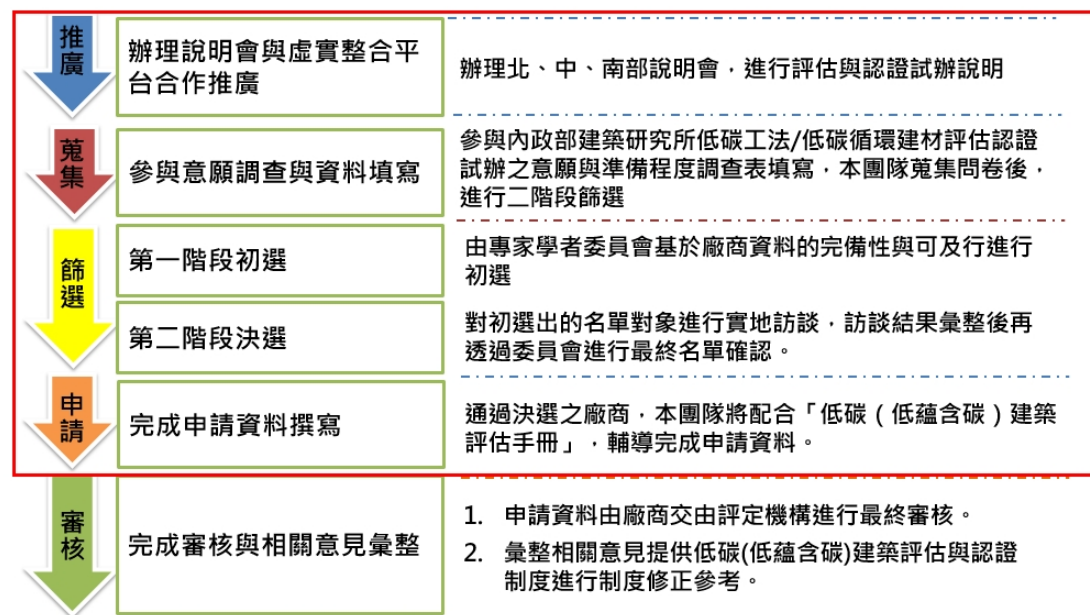 推廣
辦理說明會與虛實整合平
台合作推廣
辦理北、中、南部說明會，進行評估與認證試辦說明
蒐集
參與意願調查與資料填寫
參與內政部建築研究所低碳工法/低碳循環建材評估認證
試辦之意願與準備程度調查表填寫，本團隊蒐集問卷後，
進行二階段篩選
篩選
第一階段初選
由專家學者委員會基於廠商資料的完備性與可及行進行
初選
第二階段決選
對初選出的名單對象進行實地訪談，訪談結果彙整後再
透過委員會進行最終名單確認。
申請
完成申請資料撰寫
通過決選之廠商，本團隊將配合「低碳（低蘊含碳）建築
評估手冊」，輔導完成申請資料。
審核
完成審核與相關意見彙整
1. 申請資料由廠商交由評定機構進行最終審核。
2. 彙整相關意見提供低碳(低蘊含碳)建築評估與認證
制度進行制度修正參考。